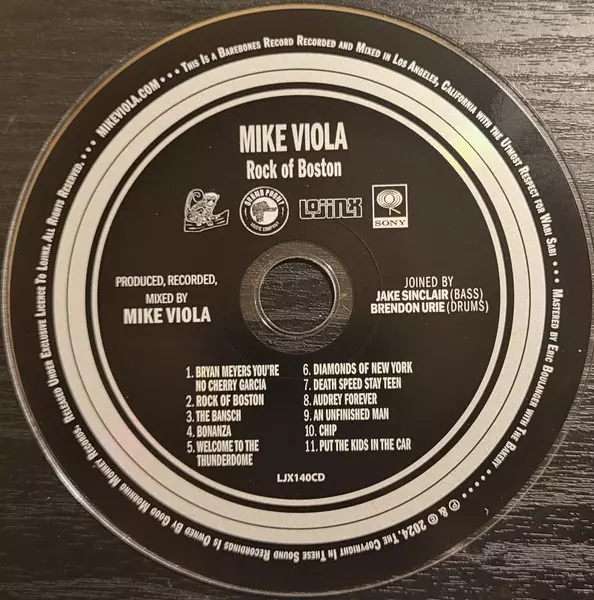 MIKE VIOLA
Rock of Boston
GRAND PHONY
MUSIC COMPANY
LOJINX
SONY
PRODUCED, RECORDED,
MIXED BY
MIKE VIOLA
JOINED BY
JAKE SINCLAIR (BASS)
BRENDON URIE (DRUMS)
1. BRYAN MEYERS YOU'RE
NO CHERRY GARCIA
2. ROCK OF BOSTON
3. THE BANSCH
4. BONANZA
5. WELCOME TO THE
THUNDERDOME
6. DIAMONDS OF NEW YORK
7. DEATH SPEED STAY TEEN
8. AUDREY FOREVER
9. AN UNFINISHED MAN
10. CHIP
11. PUT THE KIDS IN THE CAR
LJX140CD
MIKEVIOLA.COM • • • THIS IS A BAREBONES RECORD RECORDED AND MIXED IN LOS ANGELES, CALIFORNIA WITH THE UTMOST RESPECT FOR WABI SABI • • • MASTERED BY ERIC BOULANGER WITH THE BAKERY • • • • • ℗ & © 2024, THE COPYRIGHT IN THESE SOUND RECORDINGS IS OWNED BY GOOD MORNING MONKEY RECORDS, RELEASED UNDER EXCLUSIVE LICENCE TO LOJINX. ALL RIGHTS RESERVED. • • •